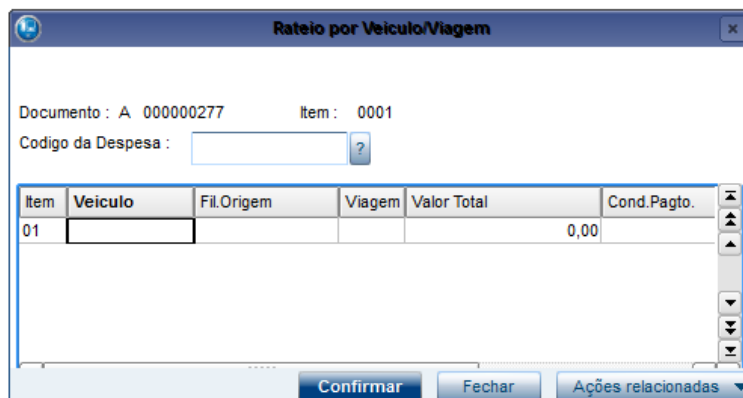 Rateio por Veiculo/Viagem
Documento : A 000000277 Item : 0001
Codigo da Despesa : ?
Item Veiculo Fil.Origem Viagem Valor Total Cond.Pagto.
01 0,00
Confirmar Fechar Ações relacionadas